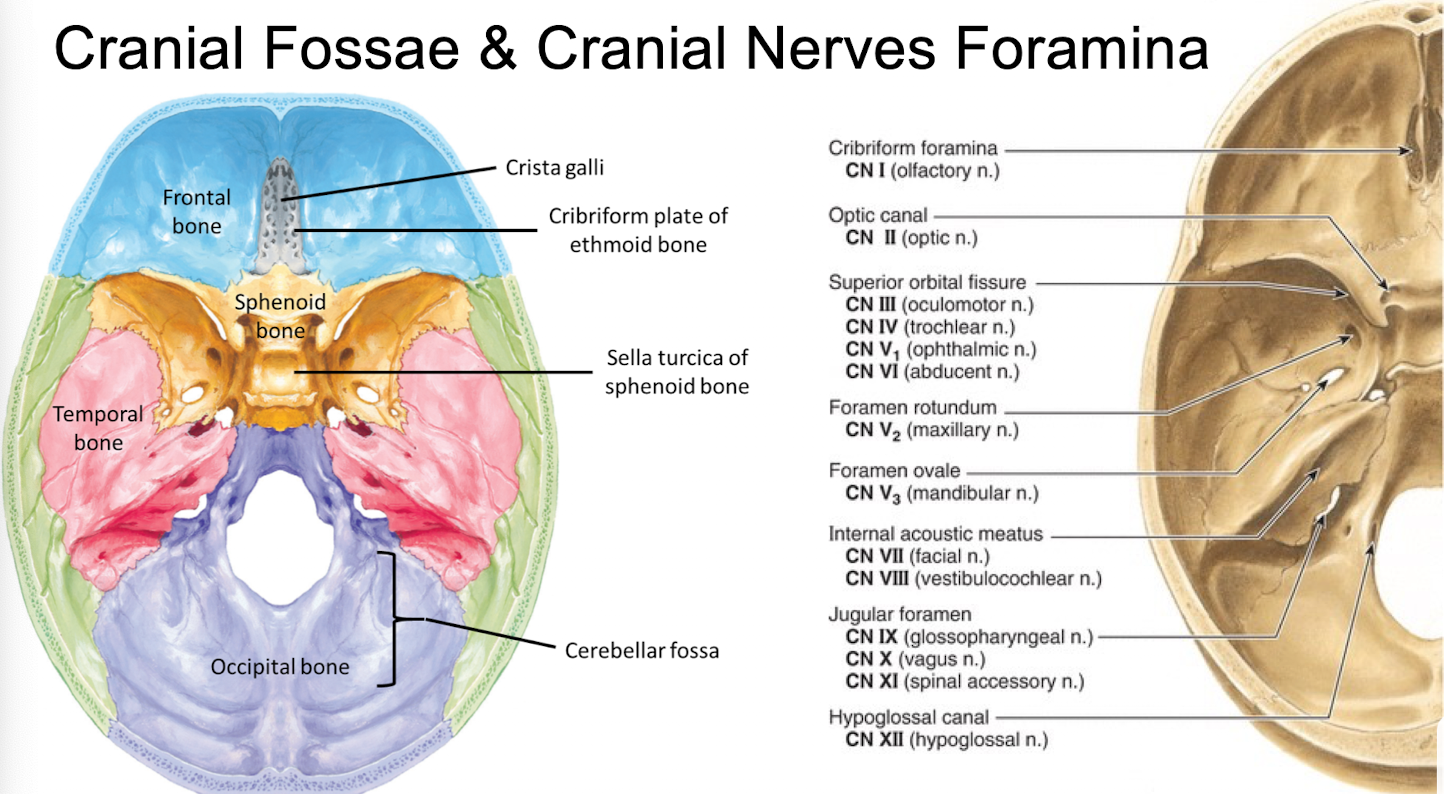 Cranial Fossae & Cranial Nerves Foramina
Crista galli
Frontal
bone
Cribriform plate of
ethmoid bone
Sphenoid
bone
Sella turcica of
sphenoid bone
Temporal
bone
Cerebellar fossa
Occipital bone
Cribriform foramina
CN I (olfactory n.)
Optic canal
CN II (optic n.)
Superior orbital fissure
CN III (oculomotor n.)
CN IV (trochlear n.)
CN V1 (ophthalmic n.)
CN VI (abducent n.)
Foramen rotundum
CN V2 (maxillary n.)
Foramen ovale
CN V3 (mandibular n.)
Internal acoustic meatus
CN VII (facial n.)
CN VIII (vestibulocochlear n.)
Jugular foramen
CN IX (glossopharyngeal n.)
CN X (vagus n.)
CN XI (spinal accessory n.)
Hypoglossal canal
CN XII (hypoglossal n.)